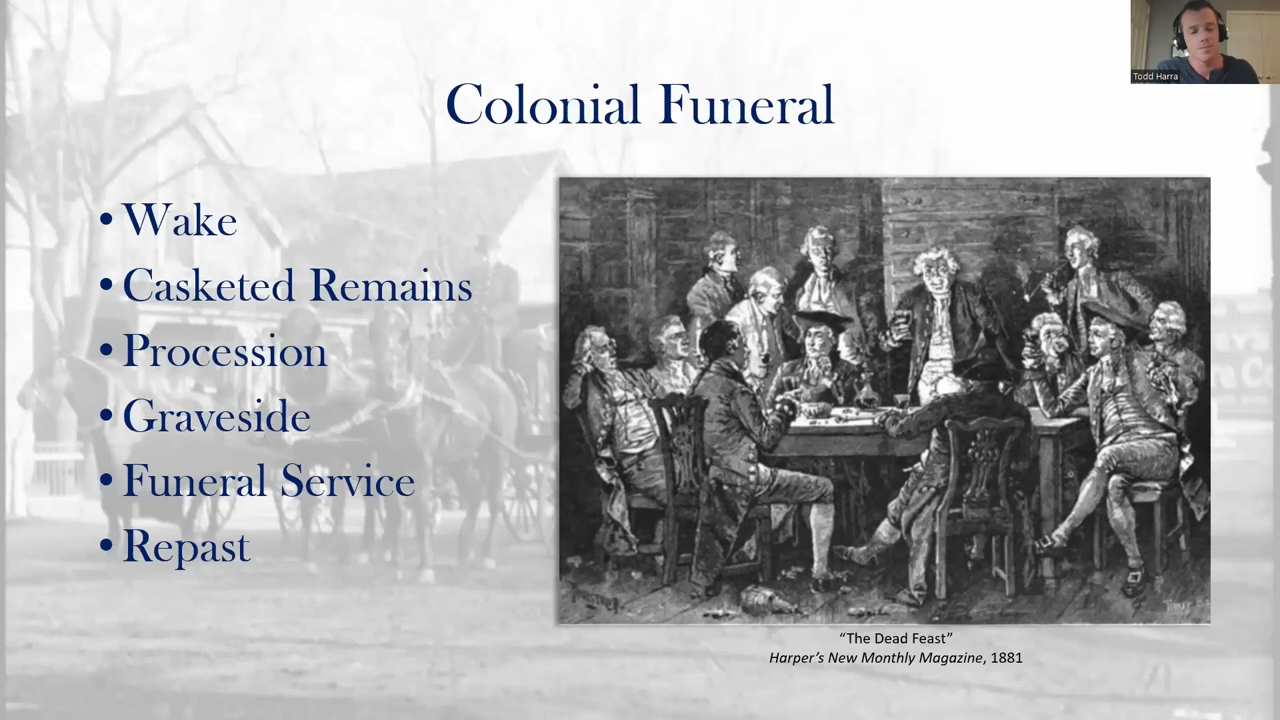 Todd Harra
Colonial Funeral
• Wake
• Casketed Remains
• Procession
• Graveside
• Funeral Service
• Repast
“The Dead Feast”
Harper’s New Monthly Magazine, 1881